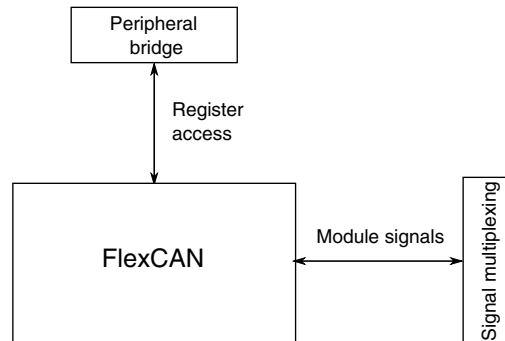 Peripheral
bridge
Register
access
FlexCAN
Module signals
Signal multiplexing